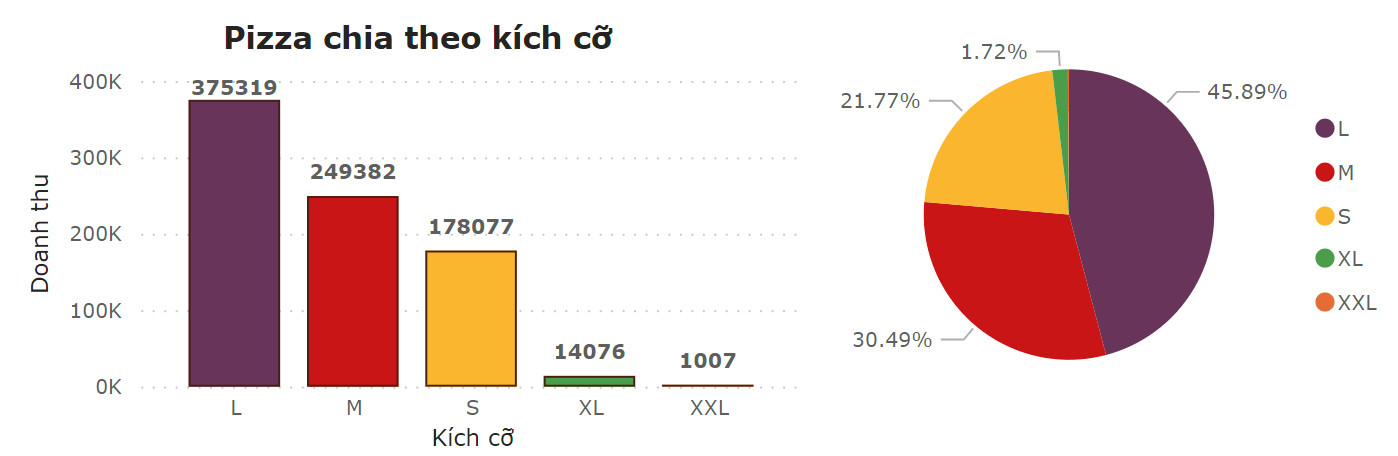 Pizza chia theo kích cỡ
Doanh thu
400K
300K
200K
100K
0K
375319
249382
178077
14076
1007
L
M
S
XL
XXL
Kích cỡ
1.72%
21.77%
45.89%
30.49%
L
M
S
XL
XXL